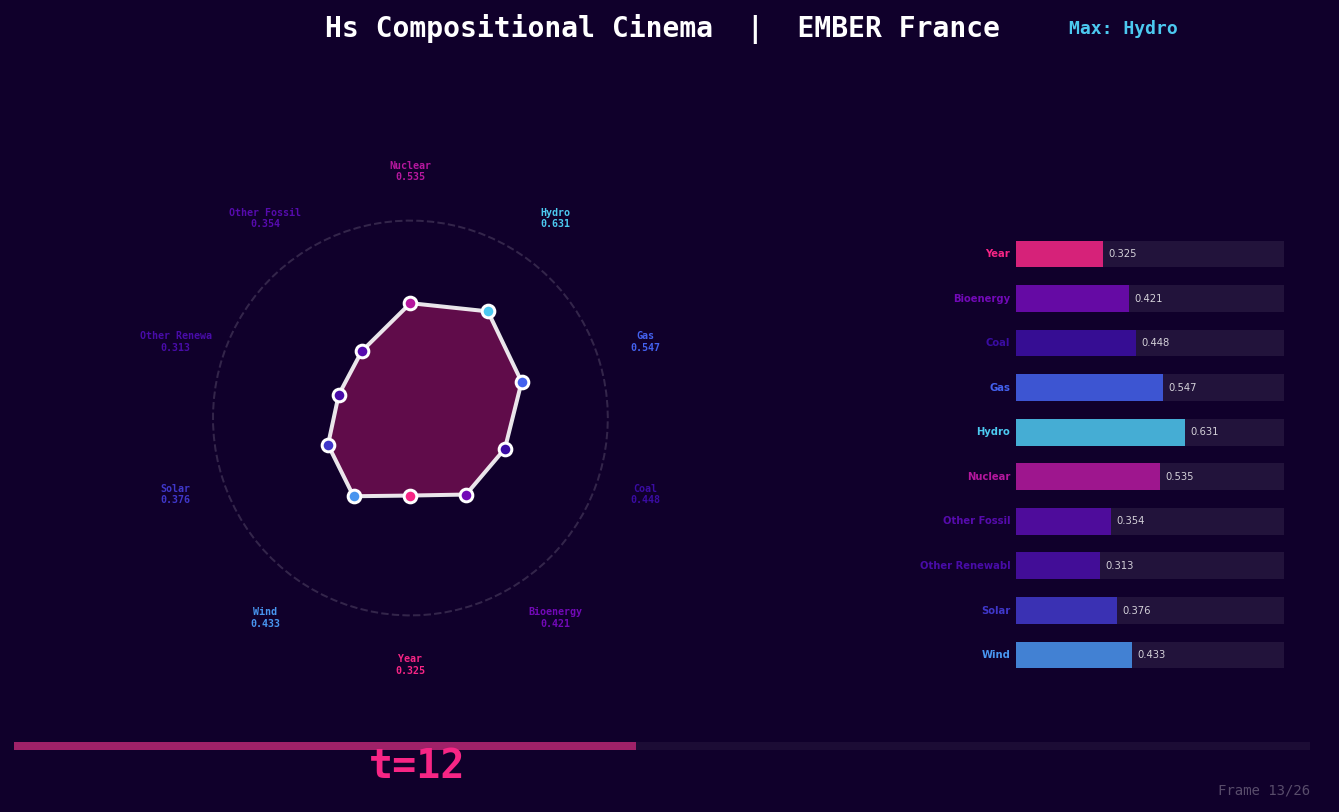 Hs Compositional Cinema | EMBER France
Max: Hydro
Nuclear
0.535
Other Fossil
0.354
Hydro
0.631
Other Renewa
0.313
Gas
0.547
Solar
0.376
Coal
0.448
Wind
0.433
Bioenergy
0.421
Year
0.325
Year 0.325
Bioenergy 0.421
Coal 0.448
Gas 0.547
Hydro 0.631
Nuclear 0.535
Other Fossil 0.354
Other Renewabl 0.313
Solar 0.376
Wind 0.433
t=12
Frame 13/26